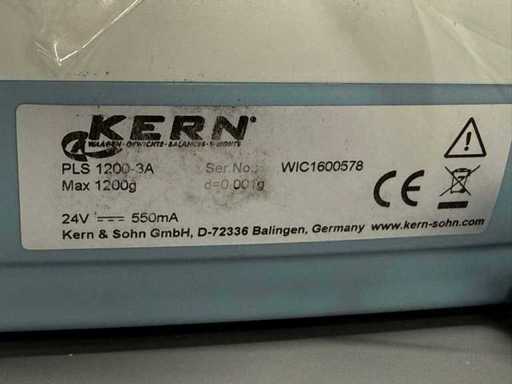 KERN
WAAGEN·GEWICHTE·BALANCES·WEIGHTS
PLS 1200-3A Ser.No.: WIC1600578
Max 1200g d=0.001g
CE
24V 550mA www.kern-sohn.com
Kern & Sohn GmbH, D-72336 Balingen, Germany